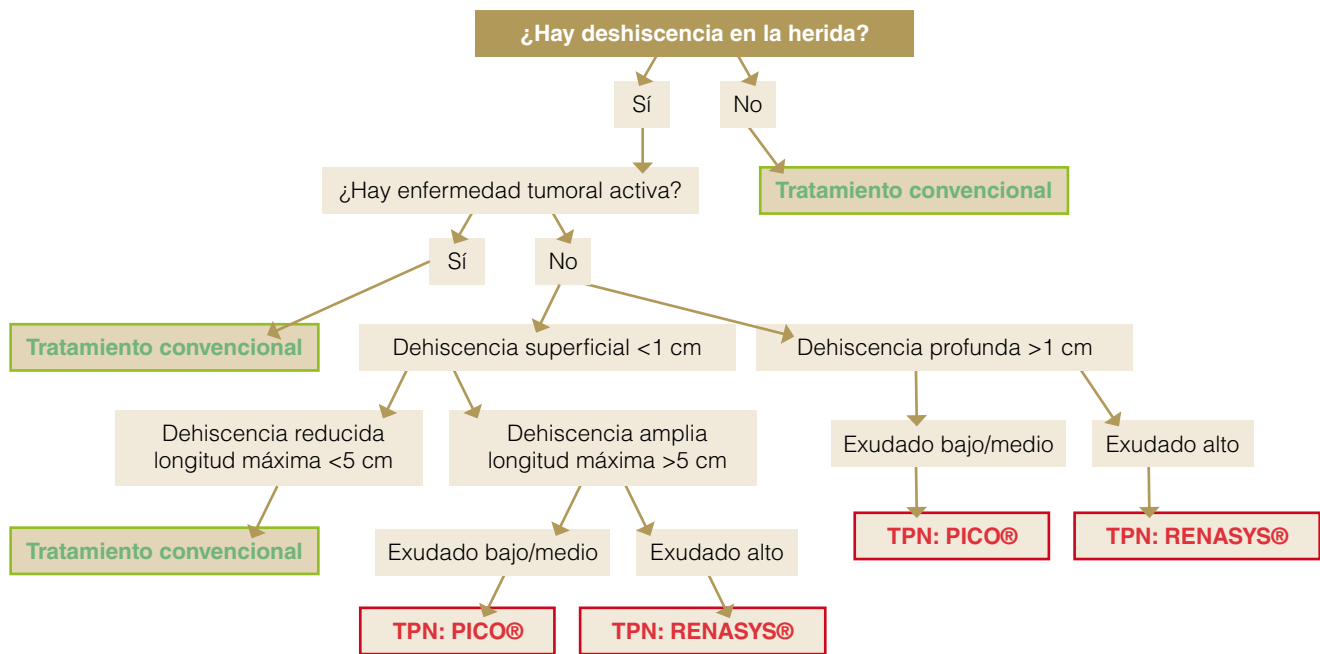 ¿Hay deshiscencia en la herida?
Sí
No
¿Hay enfermedad tumoral activa?
Tratamiento convencional
Sí
No
Tratamiento convencional
Dehiscencia superficial <1 cm
Dehiscencia profunda >1 cm
Dehiscencia reducida
longitud máxima <5 cm
Dehiscencia amplia
longitud máxima >5 cm
Exudado bajo/medio
Exudado alto
Tratamiento convencional
Exudado bajo/medio
Exudado alto
TPN: PICO®
TPN: RENASYS®
TPN: PICO®
TPN: RENASYS®